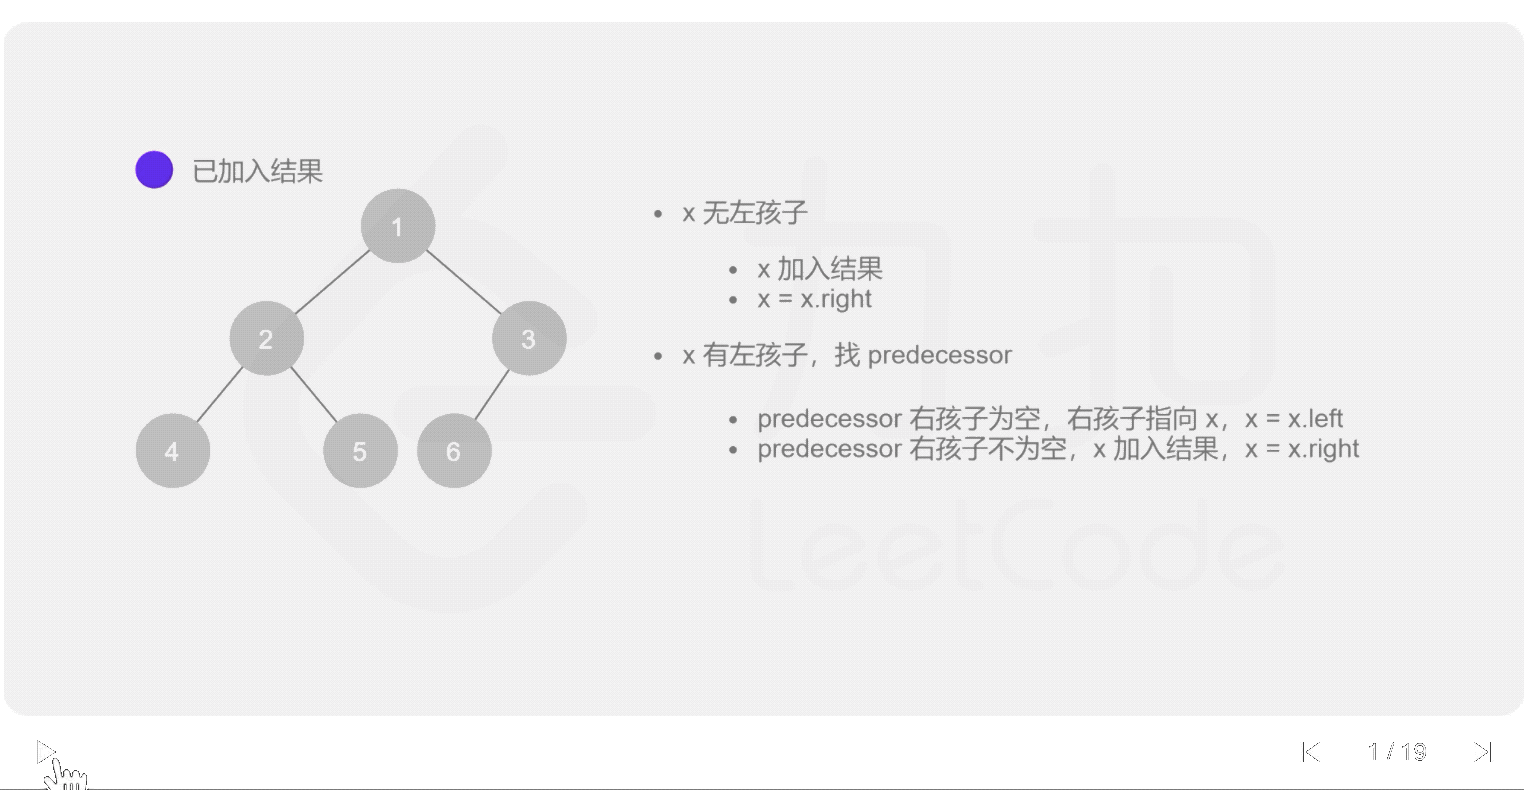 已加入结果
1
x 无左孩子
x 加入结果
x = x.right
2
3
x 有左孩子，找 predecessor
4
5
6
predecessor 右孩子为空，右孩子指向 x，x = x.left
predecessor 右孩子不为空，x 加入结果，x = x.right
力扣
LeetCode
1 / 19